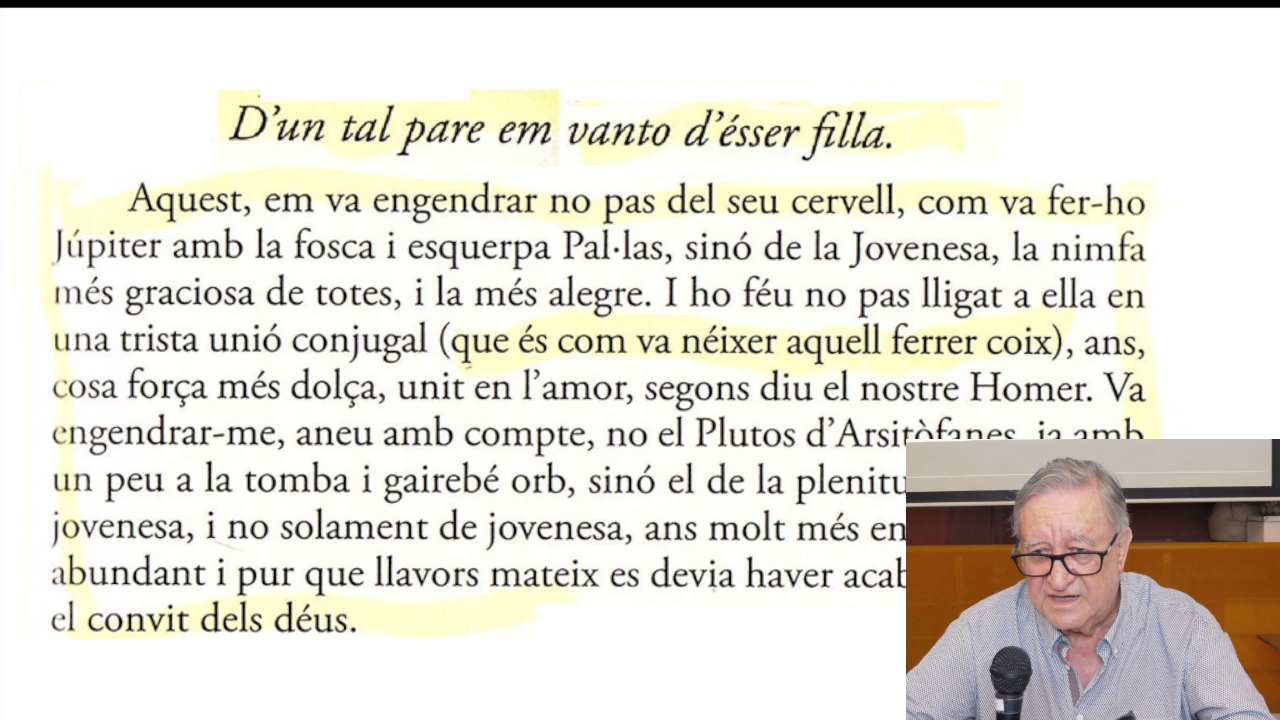 D'un tal pare em vanto d'ésser filla.
Aquest, em va engendrar no pas del seu cervell, com va fer-ho
Júpiter amb la fosca i esquerpa Pal·las, sinó de la Jovenesa, la nimfa
més graciosa de totes, i la més alegre. I ho féu no pas lligat a ella en
una trista unió conjugal (que és com va néixer aquell ferrer coix), ans,
cosa força més dolça, unit en l'amor, segons diu el nostre Homer. Va
engendrar-me, aneu amb compte, no el Plutos d'Arsitòfanes, ja amb
un peu a la tomba i gairebé orb, sinó el de la
jovenesa, i no solament de jovenesa, ans molt més
abundant i pur que llavors mateix es devia haver
el convit dels déus.